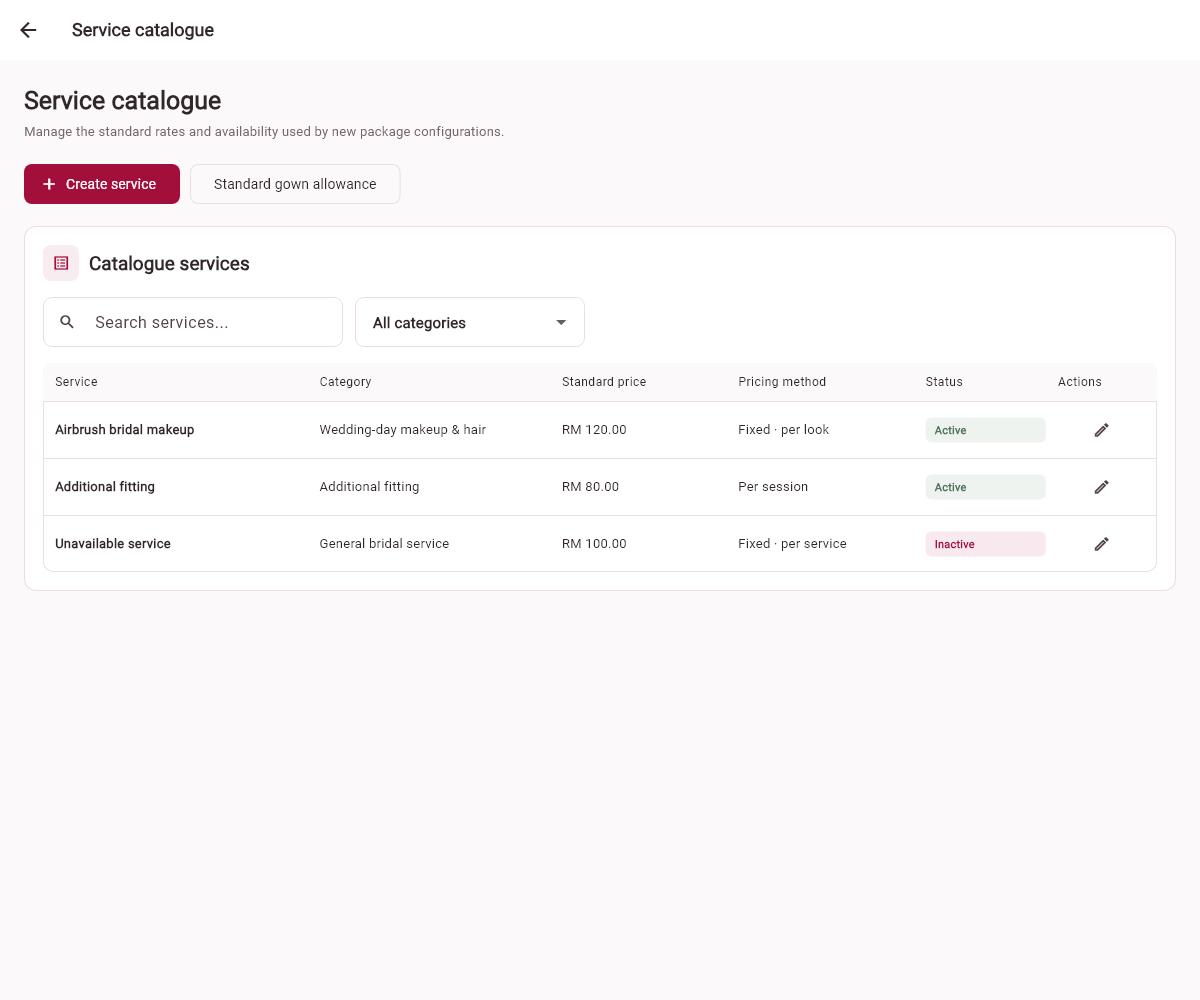 Service catalogue
Service catalogue
Manage the standard rates and availability used by new package configurations.
Create service
Standard gown allowance
Catalogue services
Search services...
All categories
Service Category Standard price Pricing method Status Actions
Airbrush bridal makeup Wedding-day makeup & hair RM 120.00 Fixed · per look Active
Additional fitting Additional fitting RM 80.00 Per session Active
Unavailable service General bridal service RM 100.00 Fixed · per service Inactive